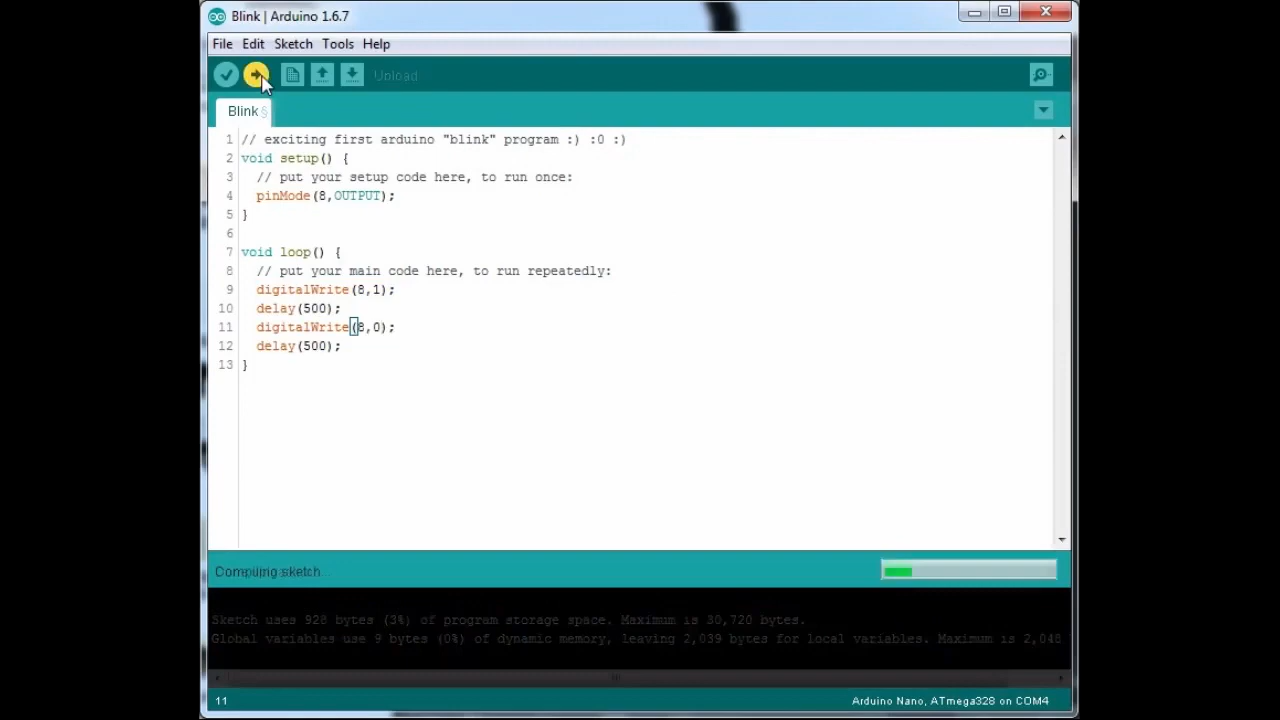 Blink | Arduino 1.6.7
File Edit Sketch Tools Help
Upload
Blink §
1 // exciting first arduino "blink" program :) :0 :)
2 void setup() {
3 // put your setup code here, to run once:
4 pinMode(8,OUTPUT);
5 }
6
7 void loop() {
8 // put your main code here, to run repeatedly:
9 digitalWrite(8,1);
10 delay(500);
11 digitalWrite(8,0);
12 delay(500);
13 }
Compiling sketch
Sketch uses 928 bytes (3%) of program storage space. Maximum is 30,720 bytes.
Global variables use 9 bytes (0%) of dynamic memory, leaving 2,039 bytes for local variables. Maximum is 2,048
11
Arduino Nano, ATmega328 on COM4